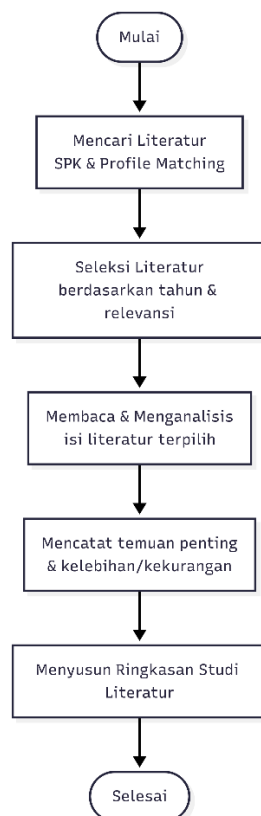 Mulai
Mencari Literatur
SPK & Profile Matching
Seleksi Literatur
berdasarkan tahun &
relevansi
Membaca & Menganalisis
isi literatur terpilih
Mencatat temuan penting
& kelebihan/kekurangan
Menyusun Ringkasan Studi
Literatur
Selesai